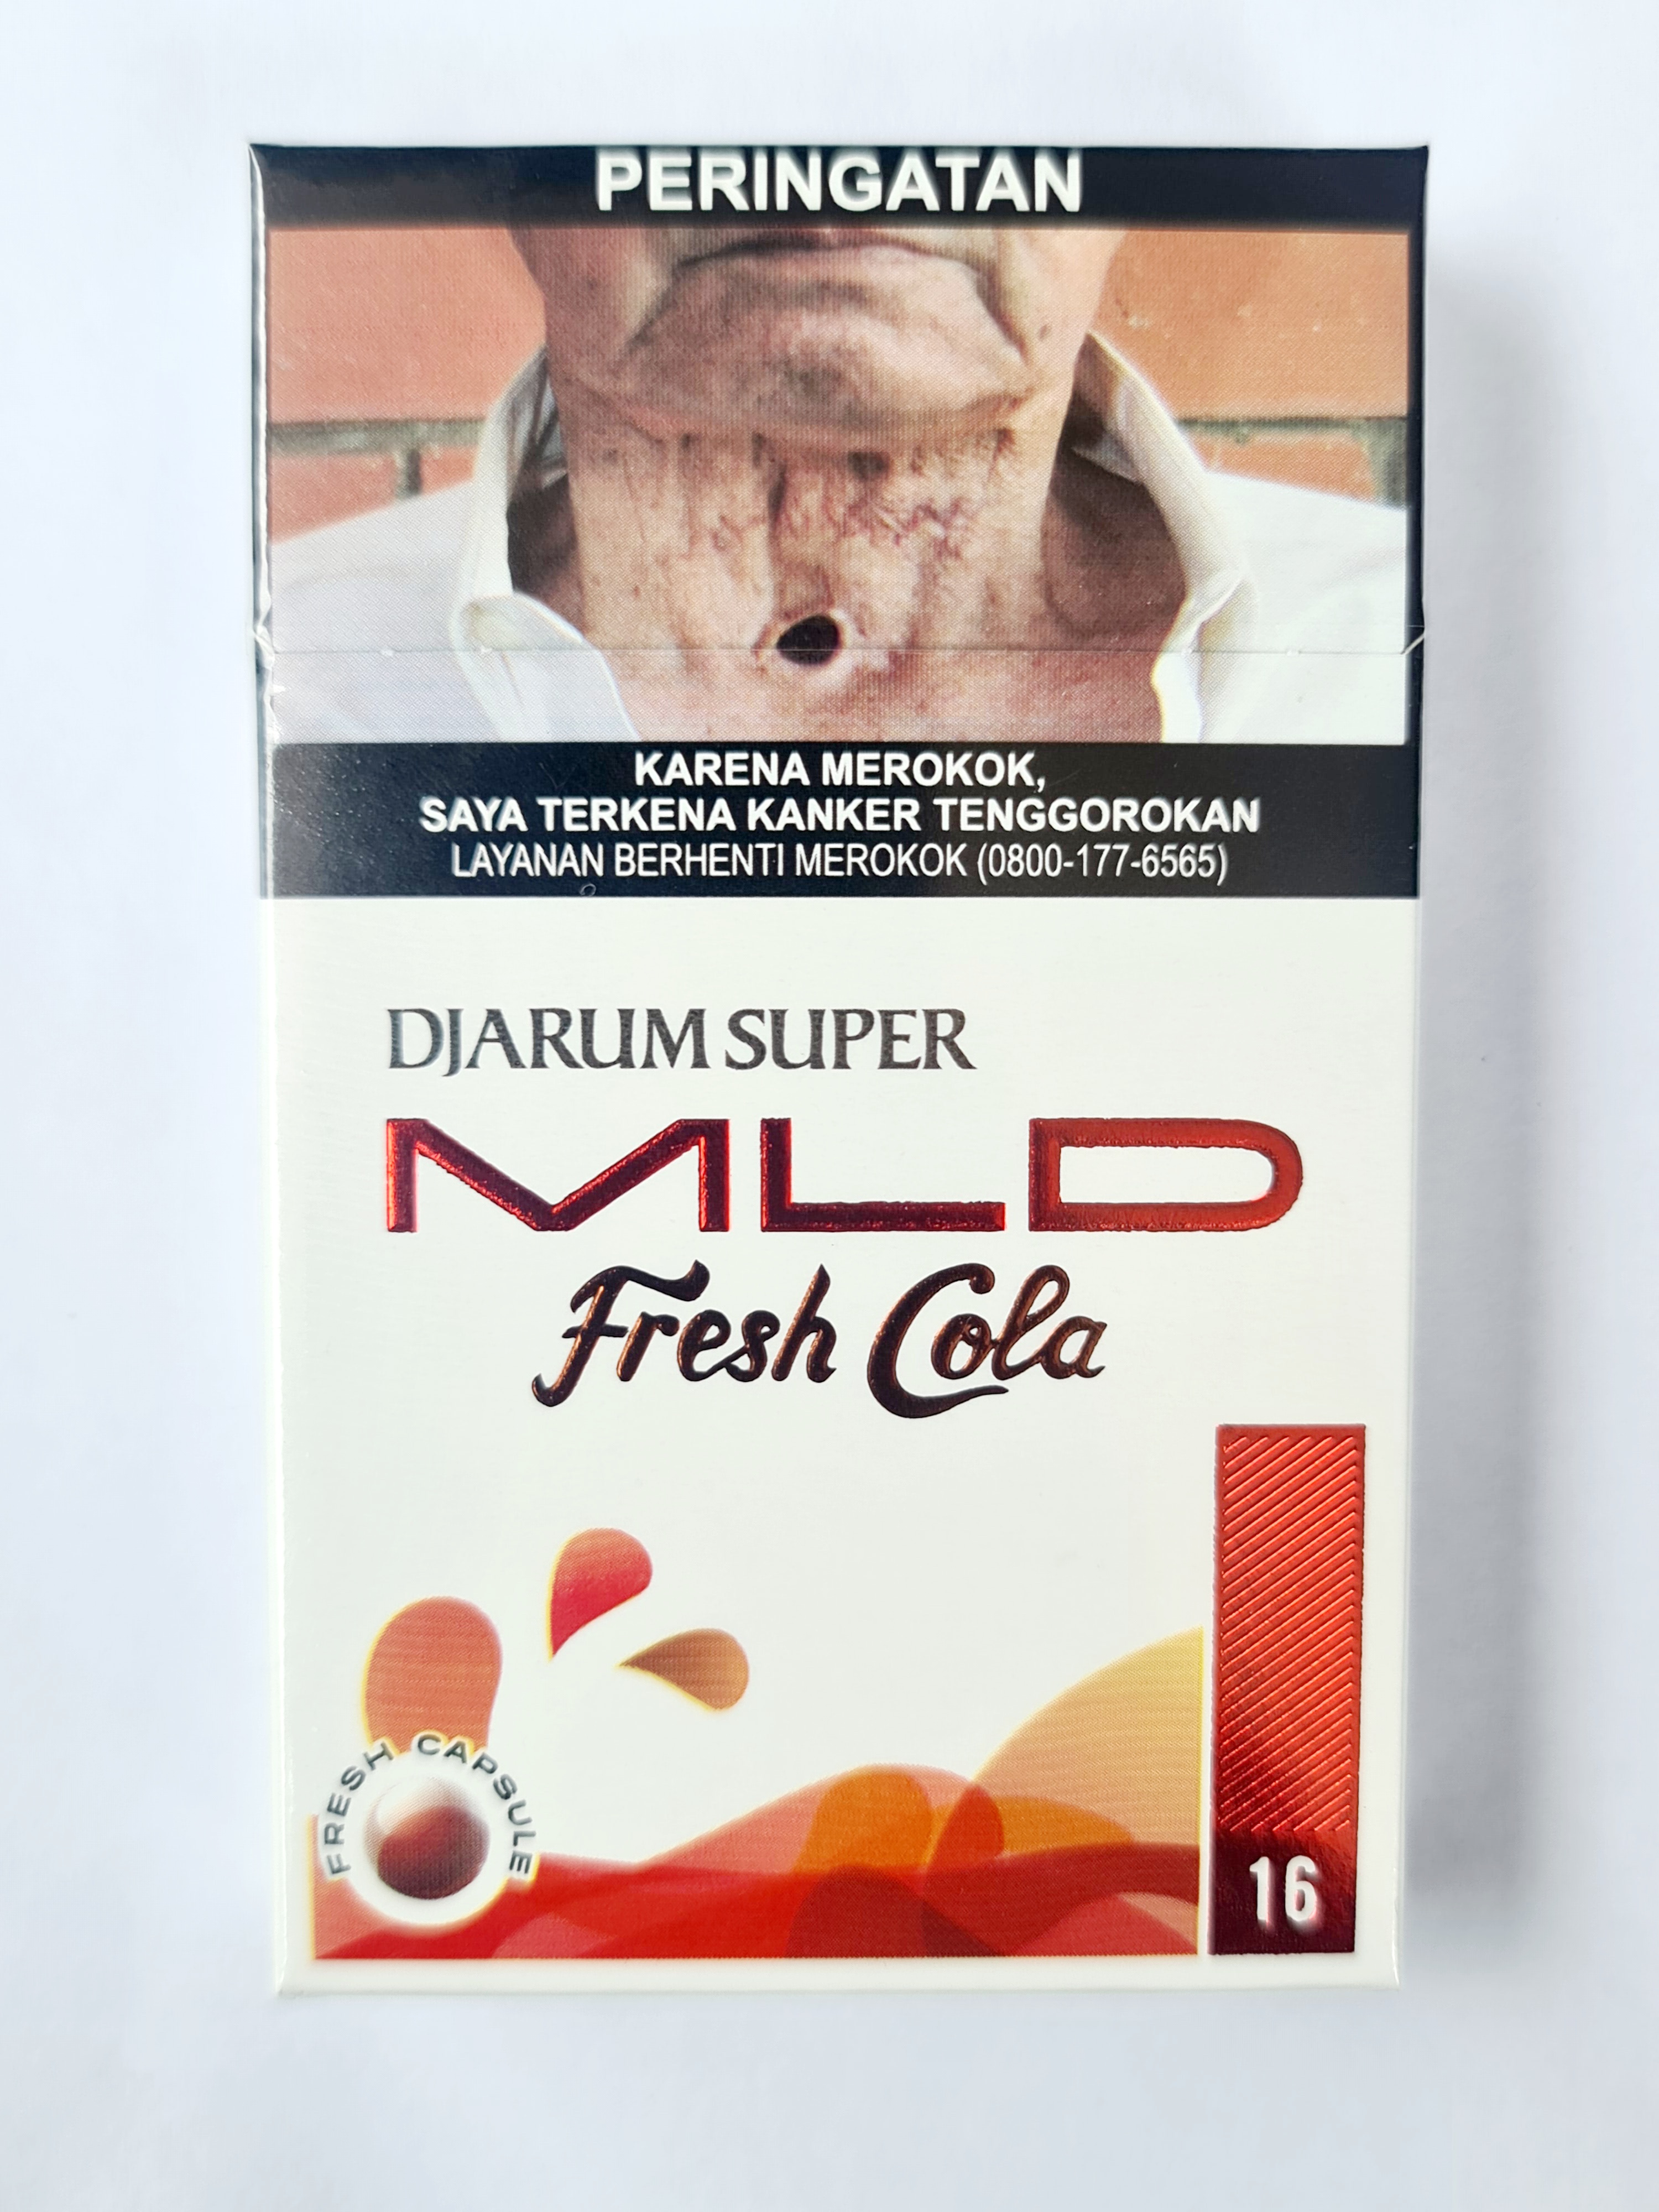 PERINGATAN
KARENA MEROKOK,
SAYA TERKENA KANKER TENGGOROKAN
LAYANAN BERHENTI MEROKOK (0800-177-6565)
DJARUM SUPER
MLD
Fresh Cola
FRESH CAPSULE
16